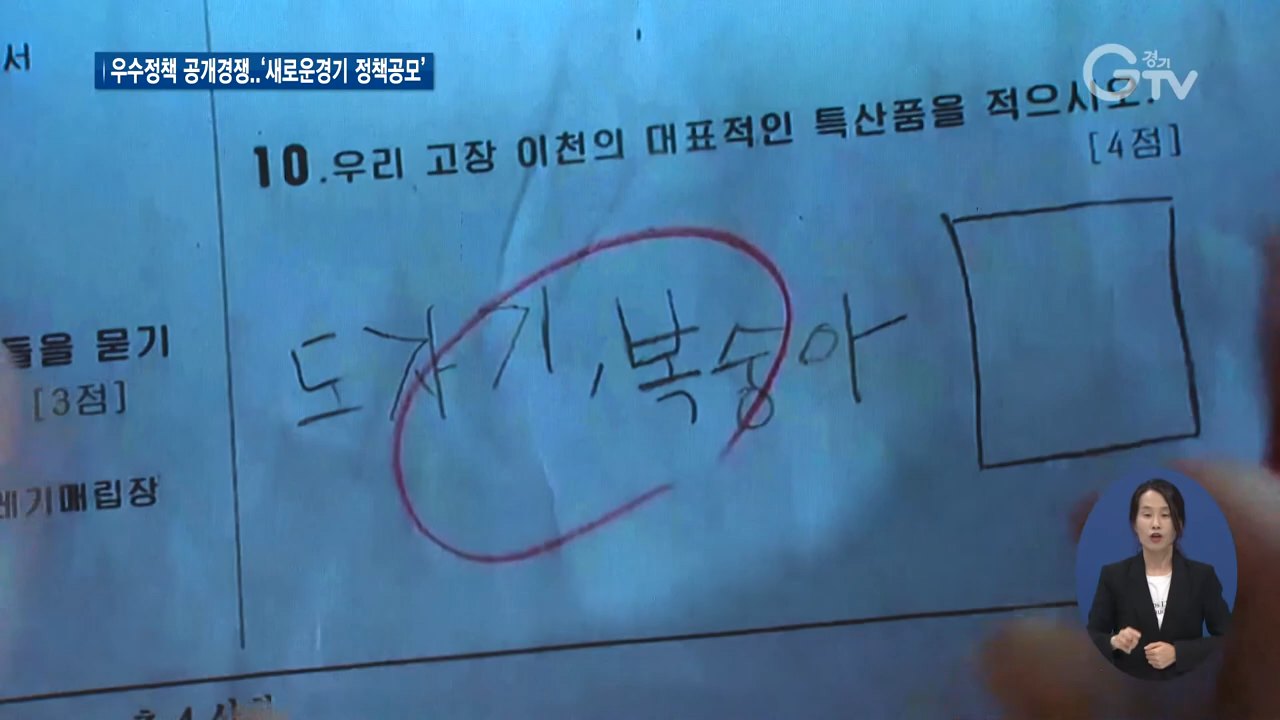 우수정책 공개경쟁..‘새로운경기 정책공모’
경기
GTV
서
10.우리 고장 이천의 대표적인 특산품을 적으시오.
[4점]
도자기,복숭아
들을 묻기
[3점]
레기매립장